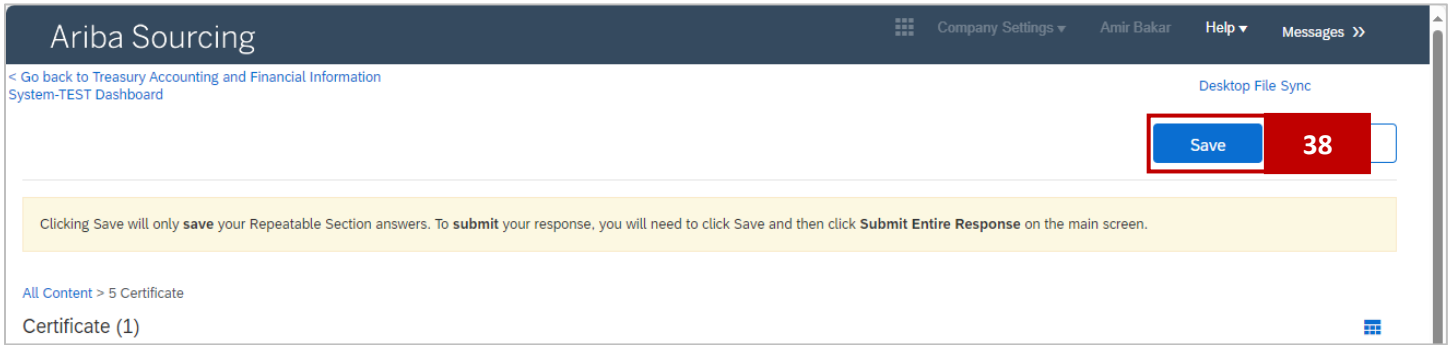 Ariba Sourcing
Company Settings
Amir Bakar
Help
Messages »
< Go back to Treasury Accounting and Financial Information
System-TEST Dashboard
Desktop File Sync
Save
38
Clicking Save will only save your Repeatable Section answers. To submit your response, you will need to click Save and then click Submit Entire Response on the main screen.
All Content > 5 Certificate
Certificate (1)